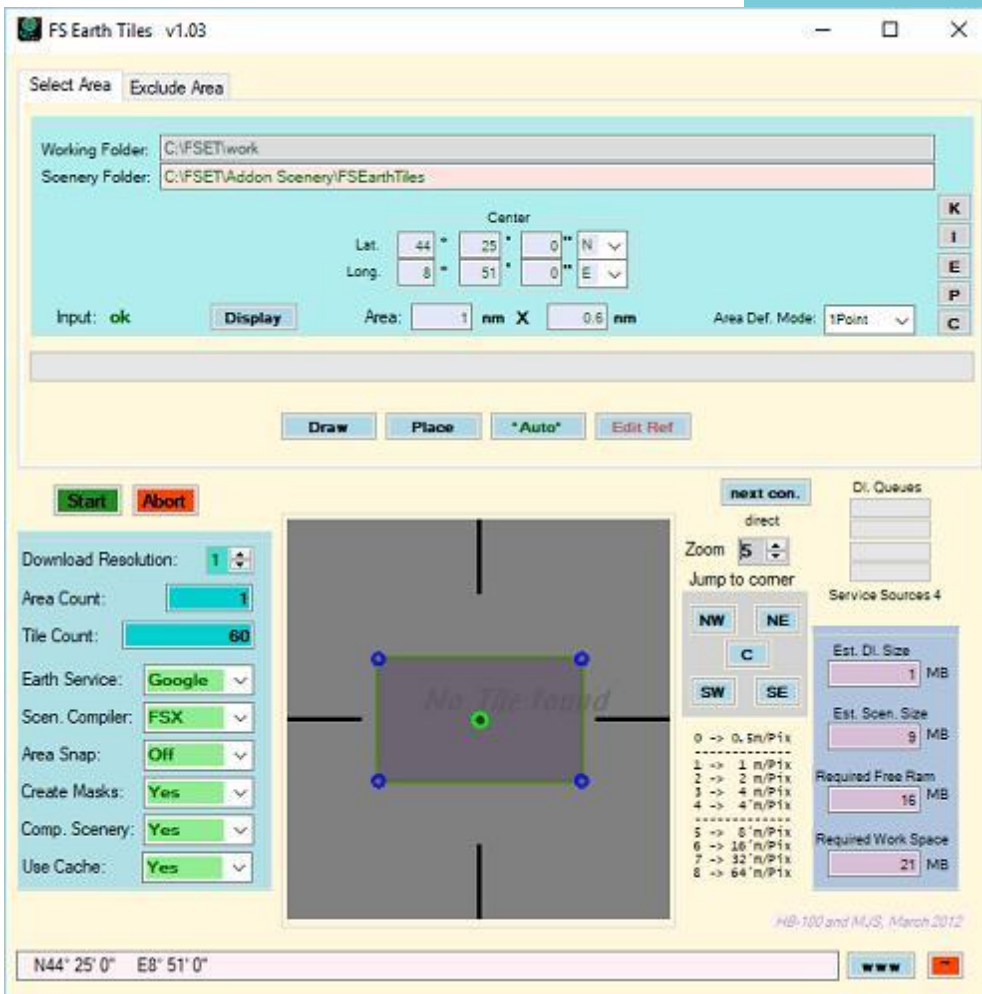 FS Earth Tiles v1.03
Select Area Exclude Area
Working Folder: C:\FSET\work
Scenery Folder: C:\FSET\Addon Scenery\FSEarthTiles
Center
Lat. 44 ° 25 ' 0 " N
Long. 8 ° 51 ' 0 " E
Input: ok Display Area: 1 nm X 0.6 nm Area Def. Mode: 1Point
K
I
E
P
C
Draw Place *Auto* Edit Ref
Start Abort
Download Resolution: 1
Area Count: 1
Tile Count: 60
Earth Service: Google
Scen. Compiler: FSX
Area Snap: Off
Create Masks: Yes
Comp. Scenery: Yes
Use Cache: Yes
No Tile found
next con.
direct
Zoom 5
Jump to corner
NW NE
C
SW SE
0 -> 0.5m/Pix
-------------
1 -> 1 m/Pix
2 -> 2 m/Pix
3 -> 4 m/Pix
4 -> 4´m/Pix
-------------
5 -> 8´m/Pix
6 -> 16´m/Pix
7 -> 32´m/Pix
8 -> 64´m/Pix
Dl. Queues
Service Sources 4
Est. Dl. Size
1 MB
Est. Scen. Size
9 MB
Required Free Ram
16 MB
Required Work Space
21 MB
HB-100 and MJS, March 2012
N44° 25' 0" E8° 51' 0" www ~